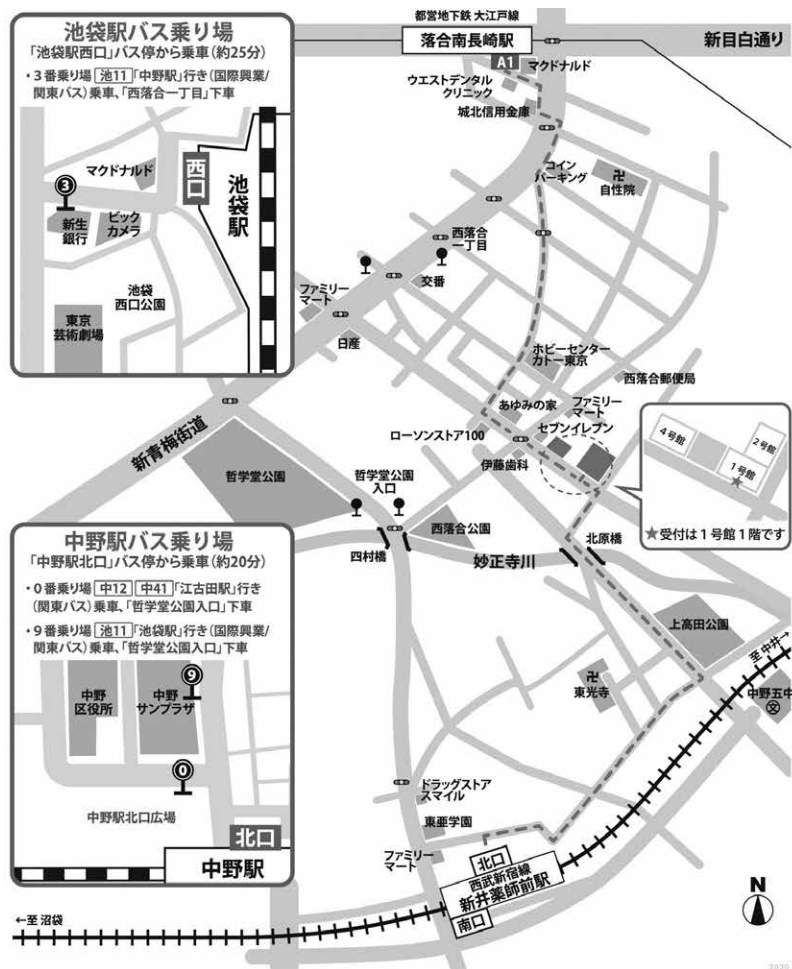 池袋駅バス乗り場
「池袋駅西口」バス停から乗車(約25分)
・3番乗り場 池11 「中野駅」行き(国際興業/
関東バス)乗車、「西落合一丁目」下車
マクドナルド
西口
池袋駅
3
新生
銀行
ビック
カメラ
池袋
西口公園
東京
芸術劇場
都営地下鉄 大江戸線
落合南長崎駅
新目白通り
A1
マクドナルド
ウエストデンタル
クリニック
城北信用金庫
コイン
パーキング
卍
自性院
西落合
一丁目
交番
ファミリー
マート
日産
ホビーセンター
カトー東京
西落合郵便局
あゆみの家
ファミリー
マート
ローソンストア100
セブンイレブン
伊藤歯科
新青梅街道
哲学堂公園
哲学堂公園
入口
西落合公園
四村橋
妙正寺川
北原橋
4号館
2号館
1号館
★
★受付は1号館1階です
中野駅バス乗り場
「中野駅北口」バス停から乗車(約20分)
・0番乗り場 中12 中41 「江古田駅」行き
(関東バス)乗車、「哲学堂公園入口」下車
・9番乗り場 池11 「池袋駅」行き(国際興業/
関東バス)乗車、「哲学堂公園入口」下車
9
中野
区役所
中野
サンプラザ
0
中野駅北口広場
北口
中野駅
上高田公園
至 中井→
卍
東光寺
中野五中
文
ドラッグストア
スマイル
東亜学園
ファミリー
マート
北口
西武新宿線
新井薬師前駅
南口
←至 沼袋
N